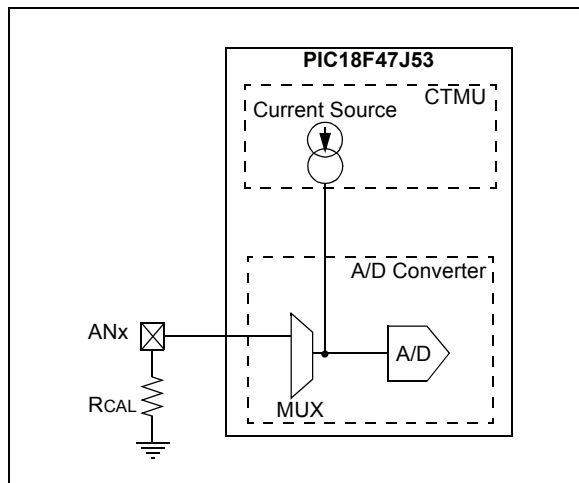 PIC18F47J53
CTMU
Current Source
A/D Converter
ANx
A/D
RCAL
MUX